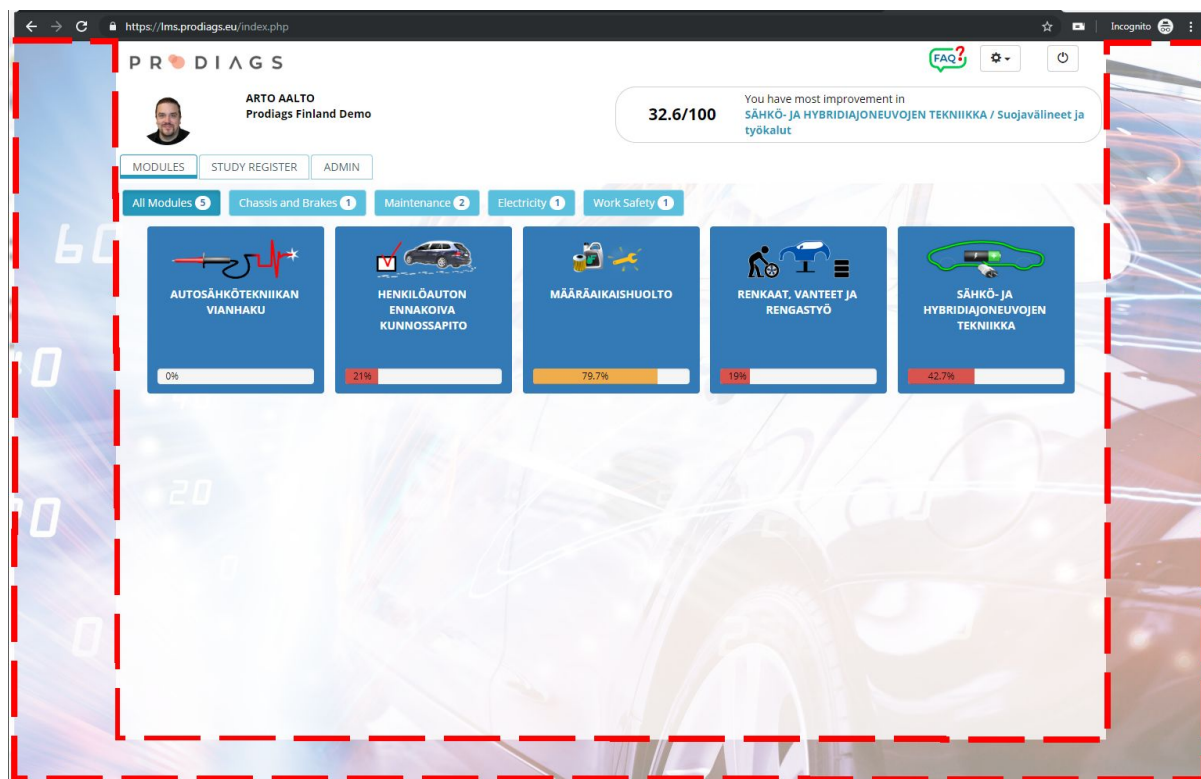 https://lms.prodiags.eu/index.php
Incognito
PRODIAGS
FAQ?
ARTO AALTO
Prodiags Finland Demo
32.6/100
You have most improvement in
SÄHKÖ- JA HYBRIDIAJONEUVOJEN TEKNIIKKA / Suojavälineet ja
työkalut
MODULES
STUDY REGISTER
ADMIN
All Modules 5
Chassis and Brakes 1
Maintenance 2
Electricity 1
Work Safety 1
AUTOSÄHKÖTEKNIIKAN
VIANHAKU
0%
HENKILÖAUTON
ENNAKOIVA
KUNNOSSAPITO
21%
MÄÄRÄAIKAISHUOLTO
79.7%
RENKAAT, VANTEET JA
RENGASTYÖ
19%
SÄHKÖ- JA
HYBRIDIAJONEUVOJEN
TEKNIIKKA
42.7%
20